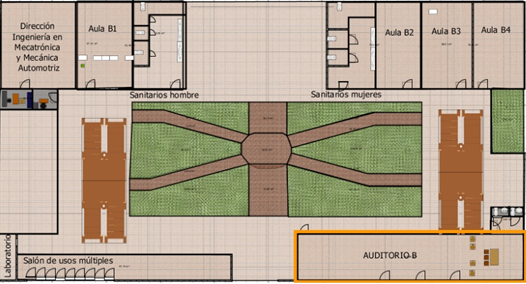 Dirección
Ingeniería en
Mecatrónica
y Mecánica
Automotriz
Aula B1
Aula B2
Aula B3
Aula B4
Sanitarios hombre
Sanitarios mujeres
Laboratorio
Salón de usos múltiples
AUDITORIO B